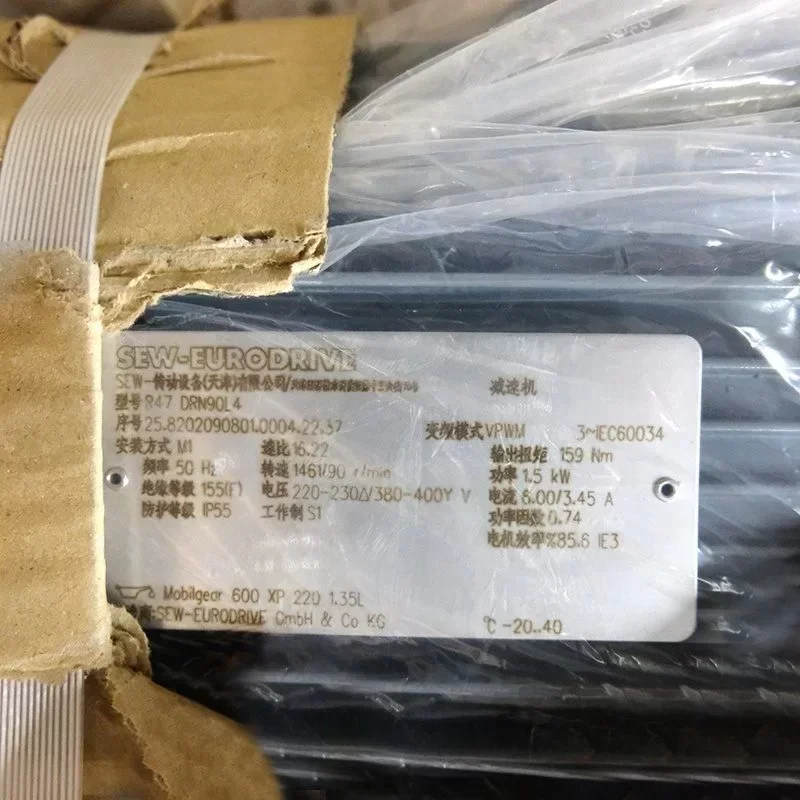 SEW-EURODRIVE
SEW-传动设备(天津)有限公司/
减速机
型号 R47 DRN90L4
序号 25.8202090801.0004.22.37
变频模式 VPWM
3~IEC60034
安装方式 M1
速比 16.22
输出扭矩 159 Nm
频率 50 Hz
转速 1461/90 r/min
功率 1.5 kW
绝缘等级 155(F)
电压 220-230Δ/380-400Y V
电流 6.00/3.45 A
防护等级 IP55
工作制 S1
功率因数 0.74
电机效率%85.6 IE3
Mobilgear 600 XP 220 1.35L
商:SEW-EURODRIVE GmbH & Co KG
℃ -20..40